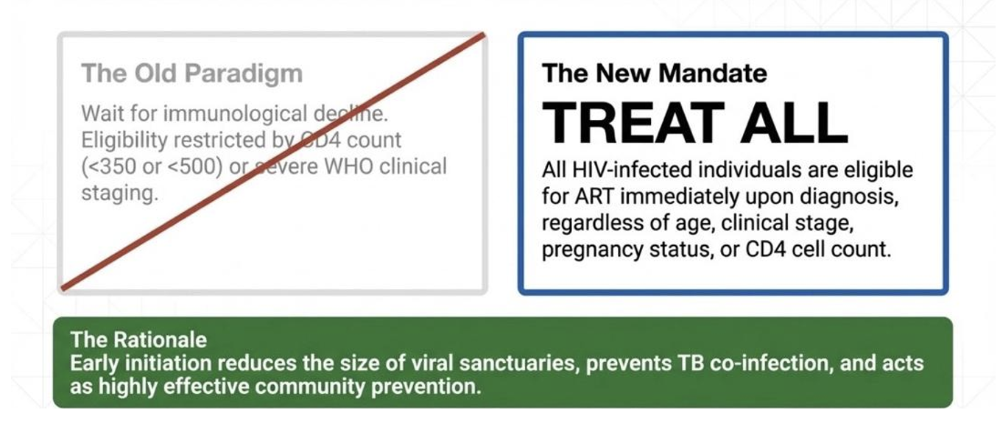 The Old Paradigm
Wait for immunological decline.
Eligibility restricted by CD4 count
(<350 or <500) or severe WHO clinical
staging.
The New Mandate
TREAT ALL
All HIV-infected individuals are eligible
for ART immediately upon diagnosis,
regardless of age, clinical stage,
pregnancy status, or CD4 cell count.
The Rationale
Early initiation reduces the size of viral sanctuaries, prevents TB co-infection, and acts
as highly effective community prevention.